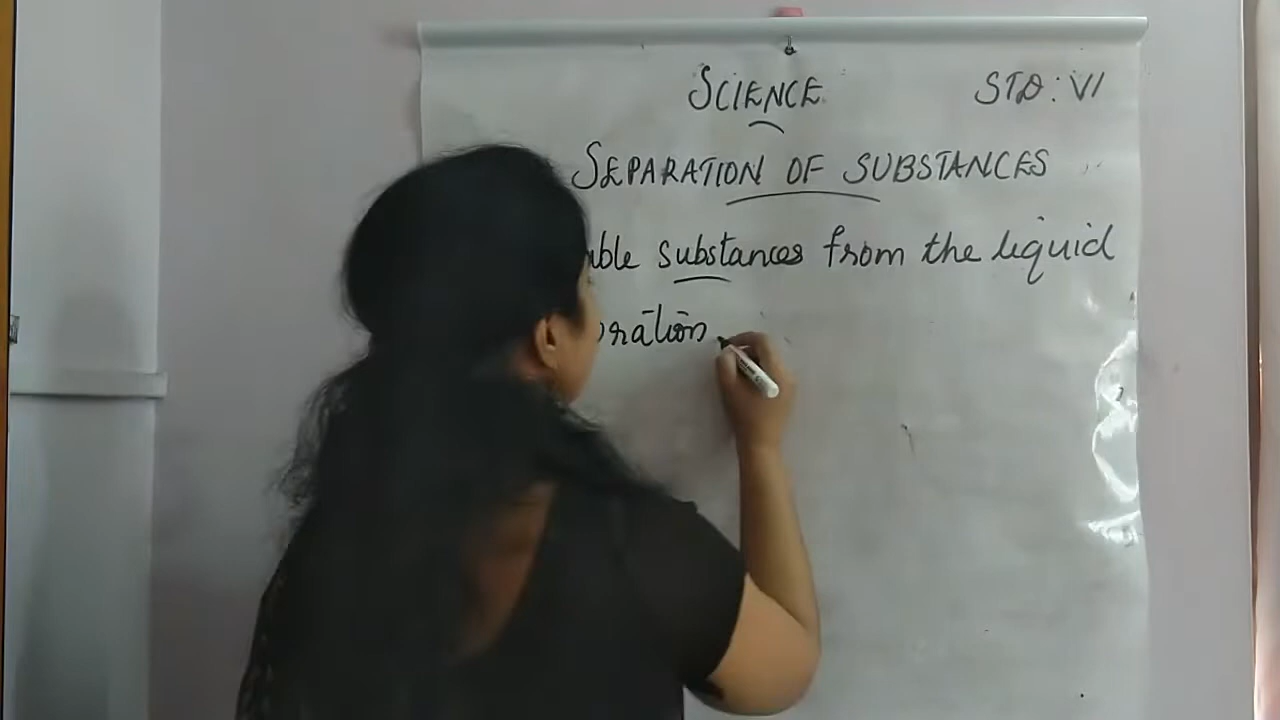 SCIENCE STD: VI
SEPARATION OF SUBSTANCES
substances from the liquid